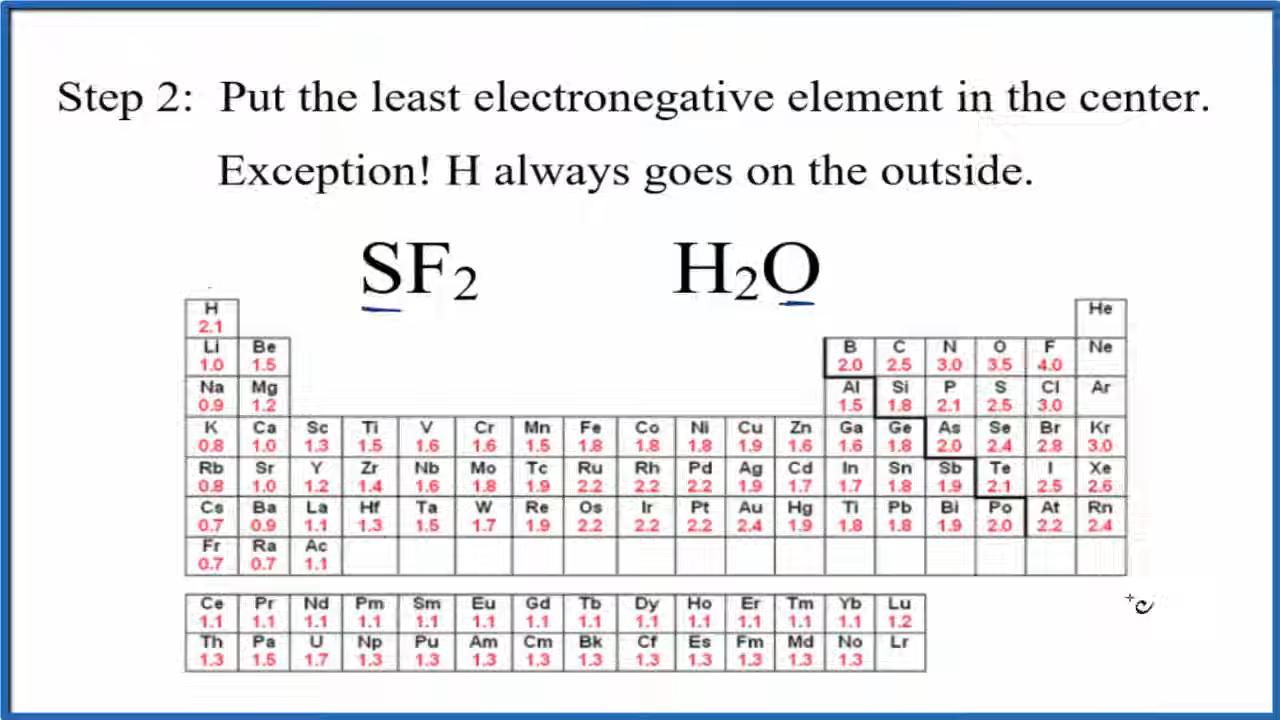 Step 2: Put the least electronegative element in the center.
Exception! H always goes on the outside.
SF₂ H₂O
H He
2.1
Li Be B C N O F Ne
1.0 1.5 2.0 2.5 3.0 3.5 4.0
Na Mg Al Si P S Cl Ar
0.9 1.2 1.5 1.8 2.1 2.5 3.0
K Ca Sc Ti V Cr Mn Fe Co Ni Cu Zn Ga Ge As Se Br Kr
0.8 1.0 1.3 1.5 1.6 1.6 1.5 1.8 1.8 1.8 1.9 1.6 1.6 1.8 2.0 2.4 2.8 3.0
Rb Sr Y Zr Nb Mo Tc Ru Rh Pd Ag Cd In Sn Sb Te I Xe
0.8 1.0 1.2 1.4 1.6 1.8 1.9 2.2 2.2 2.2 1.9 1.7 1.7 1.8 1.9 2.1 2.5 2.6
Cs Ba La Hf Ta W Re Os Ir Pt Au Hg Ti Pb Bi Po At Rn
0.7 0.9 1.1 1.3 1.5 1.7 1.9 2.2 2.2 2.2 2.4 1.9 1.8 1.8 1.9 2.0 2.2 2.4
Fr Ra Ac
0.7 0.7 1.1
Ce Pr Nd Pm Sm Eu Gd Tb Dy Ho Er Tm Yb Lu
1.1 1.1 1.1 1.1 1.1 1.1 1.1 1.1 1.1 1.1 1.1 1.1 1.1 1.2
Th Pa U Np Pu Am Cm Bk Cf Es Fm Md No Lr
1.3 1.5 1.7 1.3 1.3 1.3 1.3 1.3 1.3 1.3 1.3 1.3 1.3